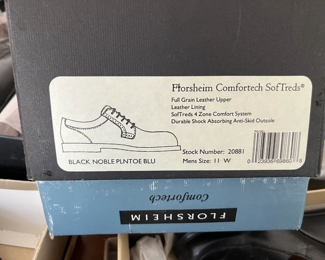 Florsheim Comfortech SofTreds®
Full Grain Leather Upper
Leather Lining
SofTreds 4 Zone Comfort System
Durable Shock Absorbing Anti-Skid Outsole
Stock Number: 20881
BLACK NOBLE PLNTOE BLU
Mens Size: 11 W
FLORSHEIM
Comfortech